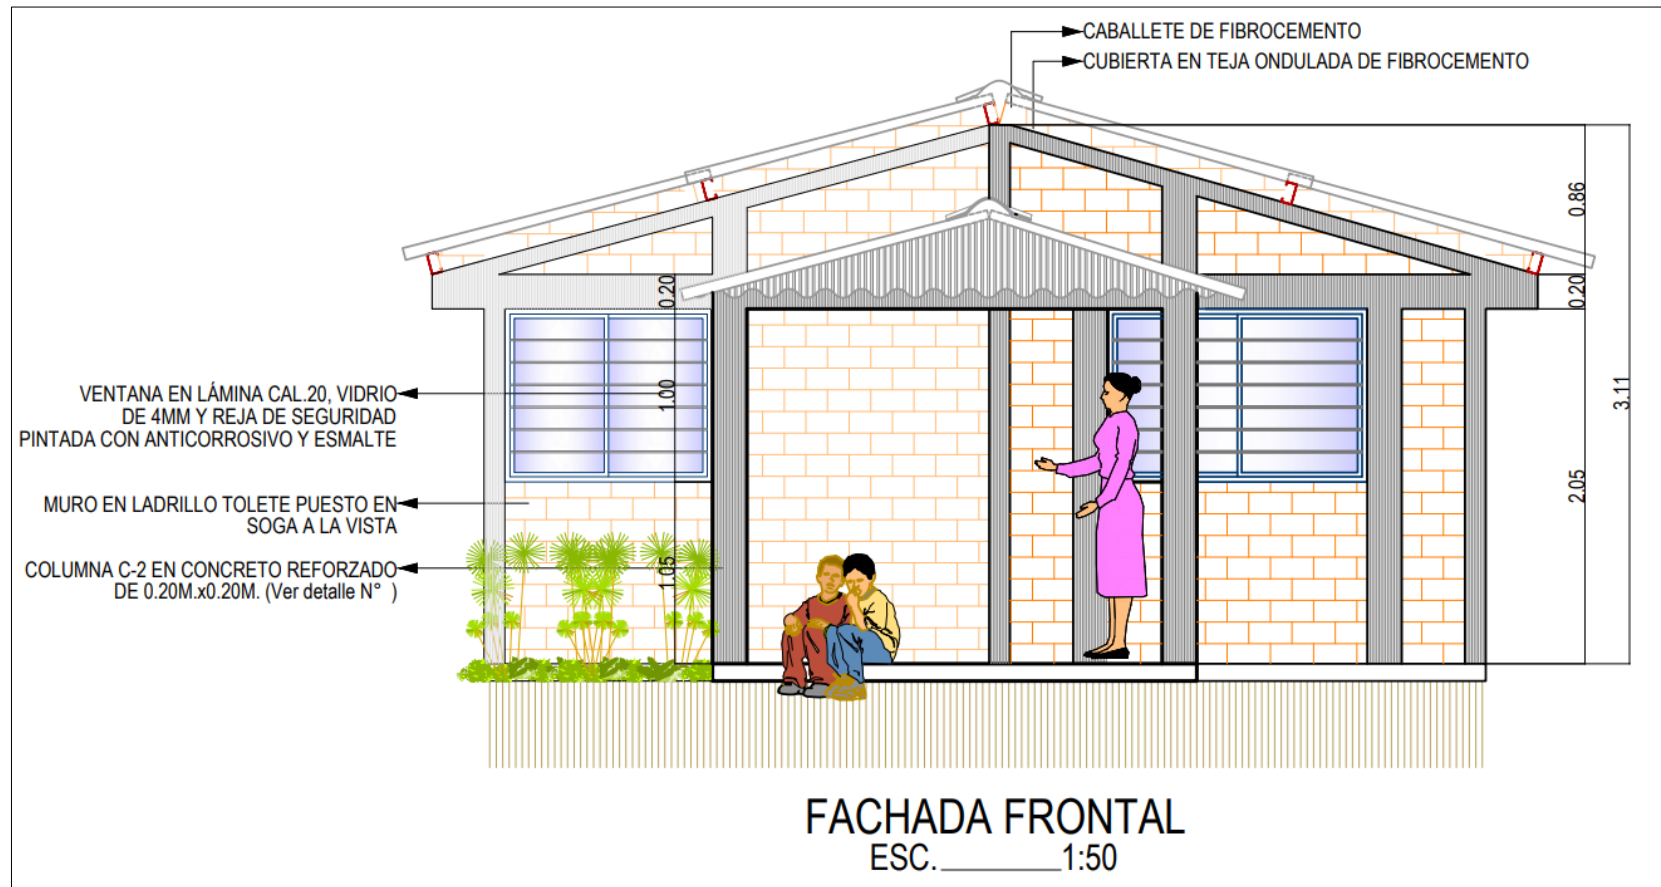 CABALLETE DE FIBROCEMENTO
CUBIERTA EN TEJA ONDULADA DE FIBROCEMENTO
0.86
0.20
0.20
3.11
2.05
1.00
1.05
VENTANA EN LÁMINA CAL.20, VIDRIO
DE 4MM Y REJA DE SEGURIDAD
PINTADA CON ANTICORROSIVO Y ESMALTE
MURO EN LADRILLO TOLETE PUESTO EN
SOGA A LA VISTA
COLUMNA C-2 EN CONCRETO REFORZADO
DE 0.20M.x0.20M. (Ver detalle N° )
FACHADA FRONTAL
ESC.________1:50